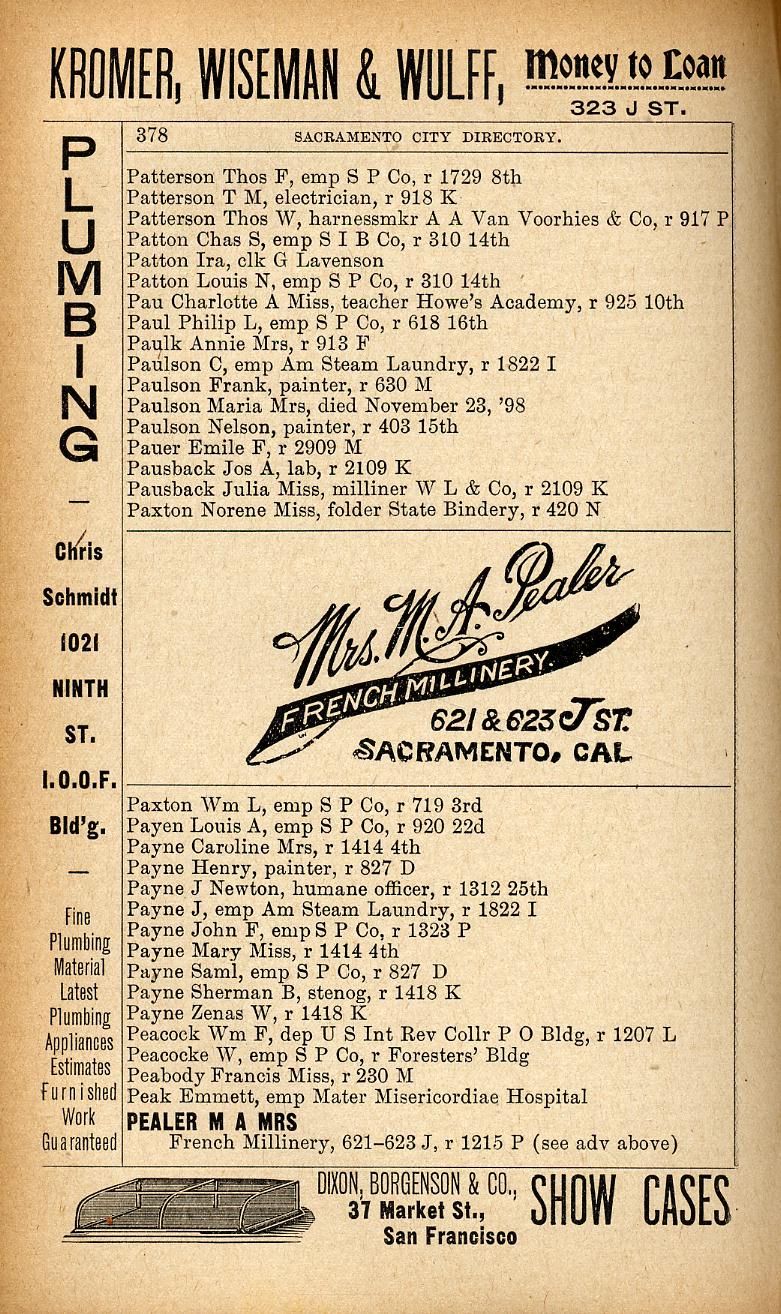 KROMER, WISEMAN & WULFF,
Money to Loan
323 J ST.
378 SACRAMENTO CITY DIRECTORY.
PLUMBING
—
Chris
Schmidt
1021
NINTH
ST.
I.O.O.F.
Bld'g.
—
Fine
Plumbing
Material
Latest
Plumbing
Appliances
Estimates
Furnished
Work
Guaranteed
Patterson Thos F, emp S P Co, r 1729 8th
Patterson T M, electrician, r 918 K
Patterson Thos W, harnessmkr A A Van Voorhies & Co, r 917 P
Patton Chas S, emp S I B Co, r 310 14th
Patton Ira, clk G Lavenson
Patton Louis N, emp S P Co, r 310 14th
Pau Charlotte A Miss, teacher Howe's Academy, r 925 10th
Paul Philip L, emp S P Co, r 618 16th
Paulk Annie Mrs, r 913 F
Paulson C, emp Am Steam Laundry, r 1822 I
Paulson Frank, painter, r 630 M
Paulson Maria Mrs, died November 23, '98
Paulson Nelson, painter, r 403 15th
Pauer Emile F, r 2909 M
Pausback Jos A, lab, r 2109 K
Pausback Julia Miss, milliner W L & Co, r 2109 K
Paxton Norene Miss, folder State Bindery, r 420 N
Mrs. M. A. Pealer
FRENCH MILLINERY.
621 & 623 J ST.
SACRAMENTO, CAL
Paxton Wm L, emp S P Co, r 719 3rd
Payen Louis A, emp S P Co, r 920 22d
Payne Caroline Mrs, r 1414 4th
Payne Henry, painter, r 827 D
Payne J Newton, humane officer, r 1312 25th
Payne J, emp Am Steam Laundry, r 1822 I
Payne John F, emp S P Co, r 1323 P
Payne Mary Miss, r 1414 4th
Payne Saml, emp S P Co, r 827 D
Payne Sherman B, stenog, r 1418 K
Payne Zenas W, r 1418 K
Peacock Wm F, dep U S Int Rev Collr P O Bldg, r 1207 L
Peacocke W, emp S P Co, r Foresters' Bldg
Peabody Francis Miss, r 230 M
Peak Emmett, emp Mater Misericordiae Hospital
PEALER M A MRS
French Millinery, 621–623 J, r 1215 P (see adv above)
DIXON, BORGENSON & CO.,
37 Market St.,
San Francisco
SHOW CASES